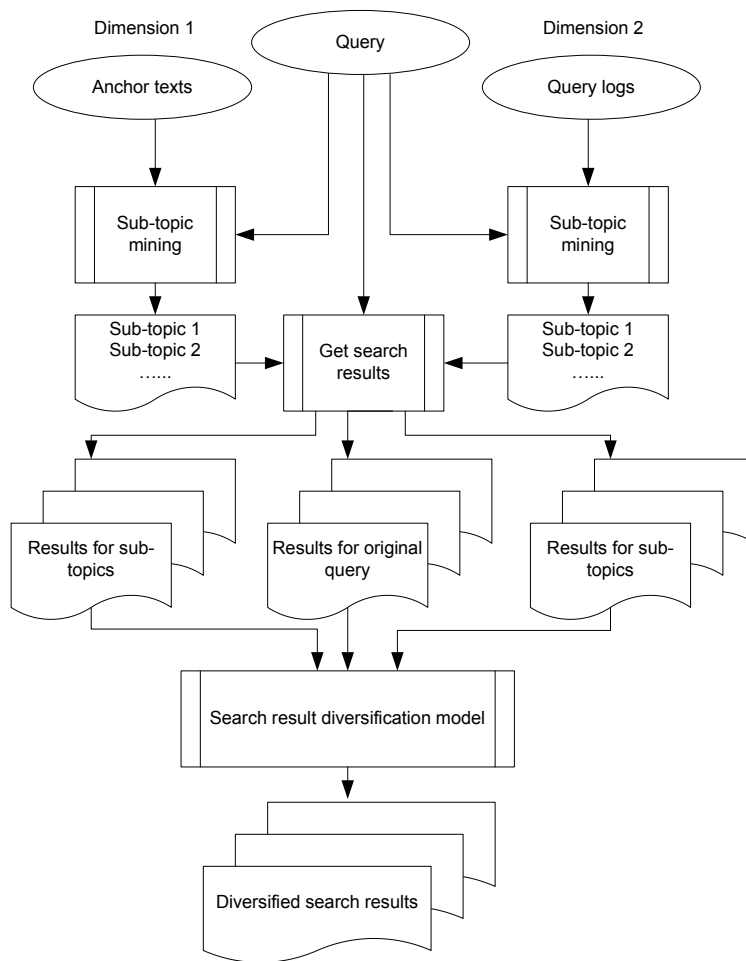 Dimension 1
Query
Dimension 2
Anchor texts
Query logs
Sub-topic
mining
Sub-topic
mining
Sub-topic 1
Sub-topic 2
…...
Get search
results
Sub-topic 1
Sub-topic 2
…...
Results for sub-
topics
Results for original
query
Results for sub-
topics
Search result diversification model
Diversified search results